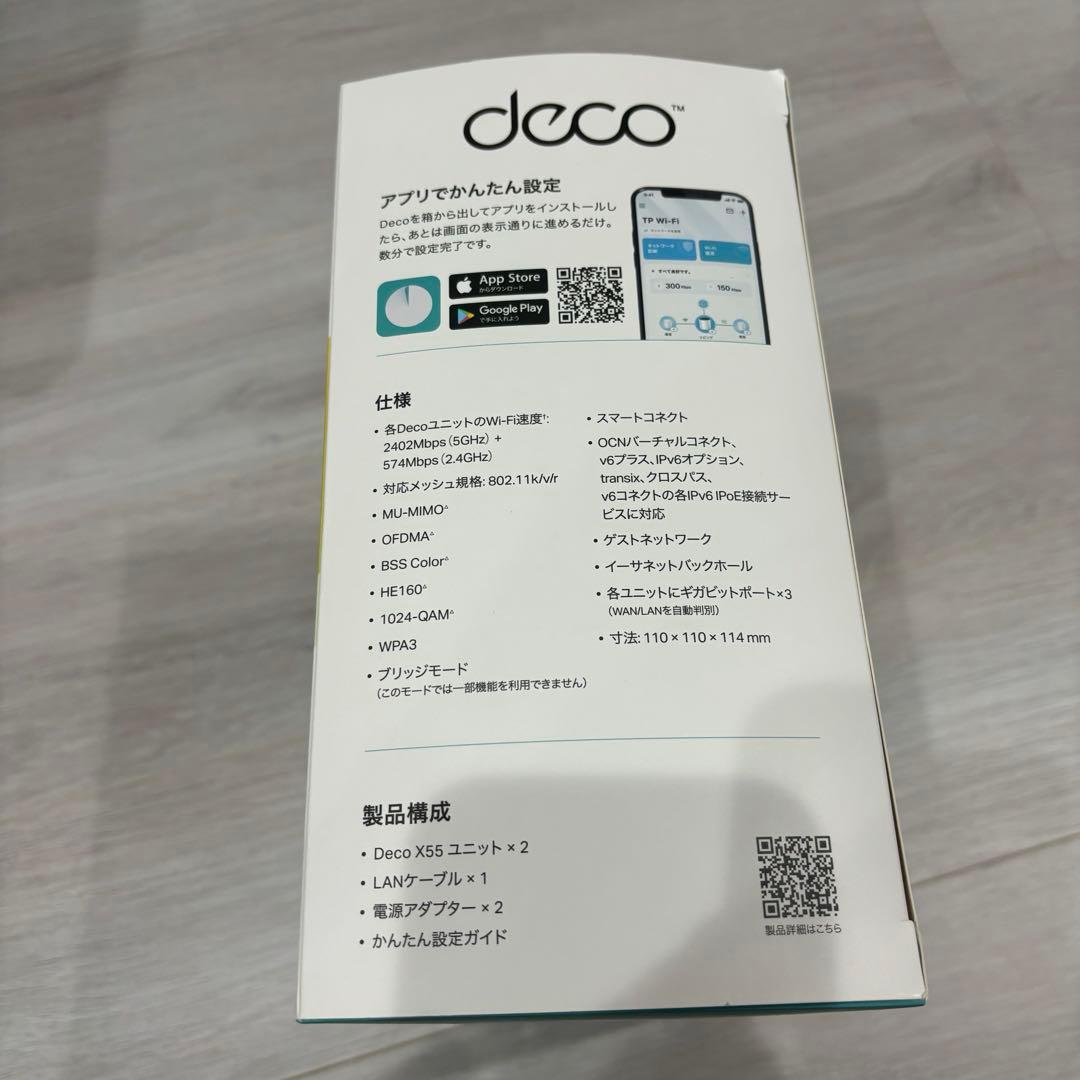 deco™
アプリでかんたん設定
Decoを箱から出してアプリをインストールし
たら、あとは画面の表示通りに進めるだけ。
数分で設定完了です。
App Store
からダウンロード
Google Play
で手に入れよう
TP Wi-Fi
すべて良好です。
300 Mbps
150 Mbps
仕様
• 各DecoユニットのWi-Fi速度†:
2402Mbps（5GHz）+
574Mbps（2.4GHz）
• 対応メッシュ規格: 802.11k/v/r
• MU-MIMO△
• OFDMA△
• BSS Color△
• HE160△
• 1024-QAM△
• WPA3
• ブリッジモード
（このモードでは一部機能を利用できません）
• スマートコネクト
• OCNバーチャルコネクト、
v6プラス、IPv6オプション、
transix、クロスパス、
v6コネクトの各IPv6 IPoE接続サー
ビスに対応
• ゲストネットワーク
• イーサネットバックホール
• 各ユニットにギガビットポート×3
（WAN/LANを自動判別）
• 寸法: 110 × 110 × 114 mm
製品構成
• Deco X55 ユニット × 2
• LANケーブル × 1
• 電源アダプター × 2
• かんたん設定ガイド
製品詳細はこちら